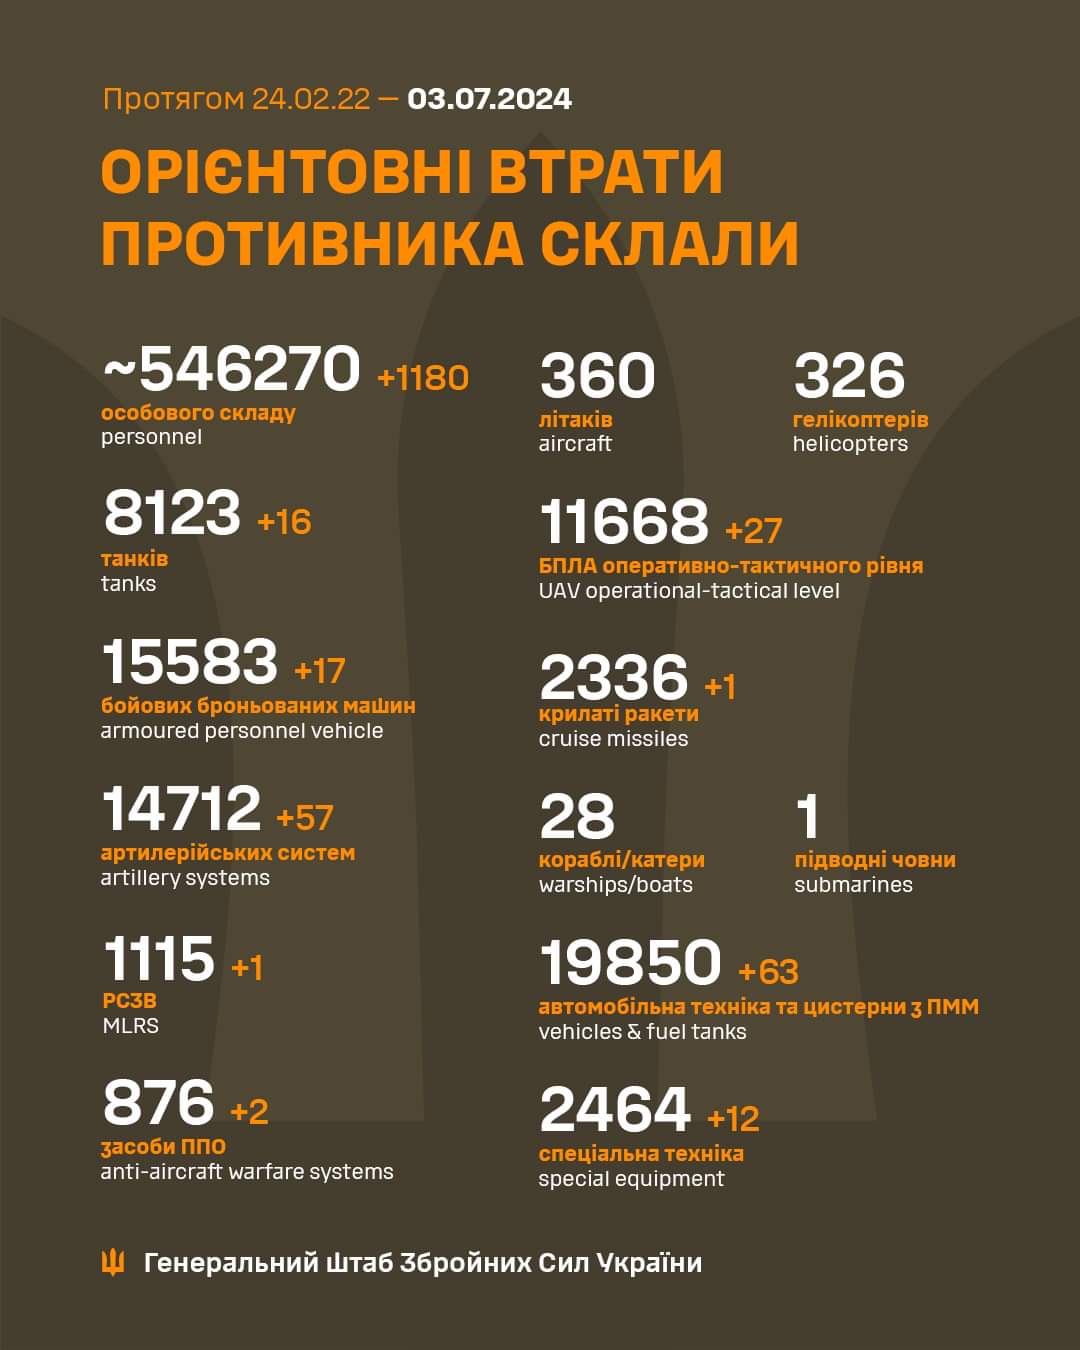 Протягом 24.02.22 — 03.07.2024
ОРІЄНТОВНІ ВТРАТИ
ПРОТИВНИКА СКЛАЛИ
~546270 +1180
особового складу
personnel
360
літаків
aircraft
326
гелікоптерів
helicopters
8123 +16
танків
tanks
11668 +27
БПЛА оперативно-тактичного рівня
UAV operational-tactical level
15583 +17
бойових броньованих машин
armoured personnel vehicle
2336 +1
крилаті ракети
cruise missiles
14712 +57
артилерійських систем
artillery systems
28
кораблі/катери
warships/boats
1
підводні човни
submarines
1115 +1
РСЗВ
MLRS
19850 +63
автомобільна техніка та цистерни з ПММ
vehicles & fuel tanks
876 +2
засоби ППО
anti-aircraft warfare systems
2464 +12
спеціальна техніка
special equipment
Генеральний штаб Збройних Сил України